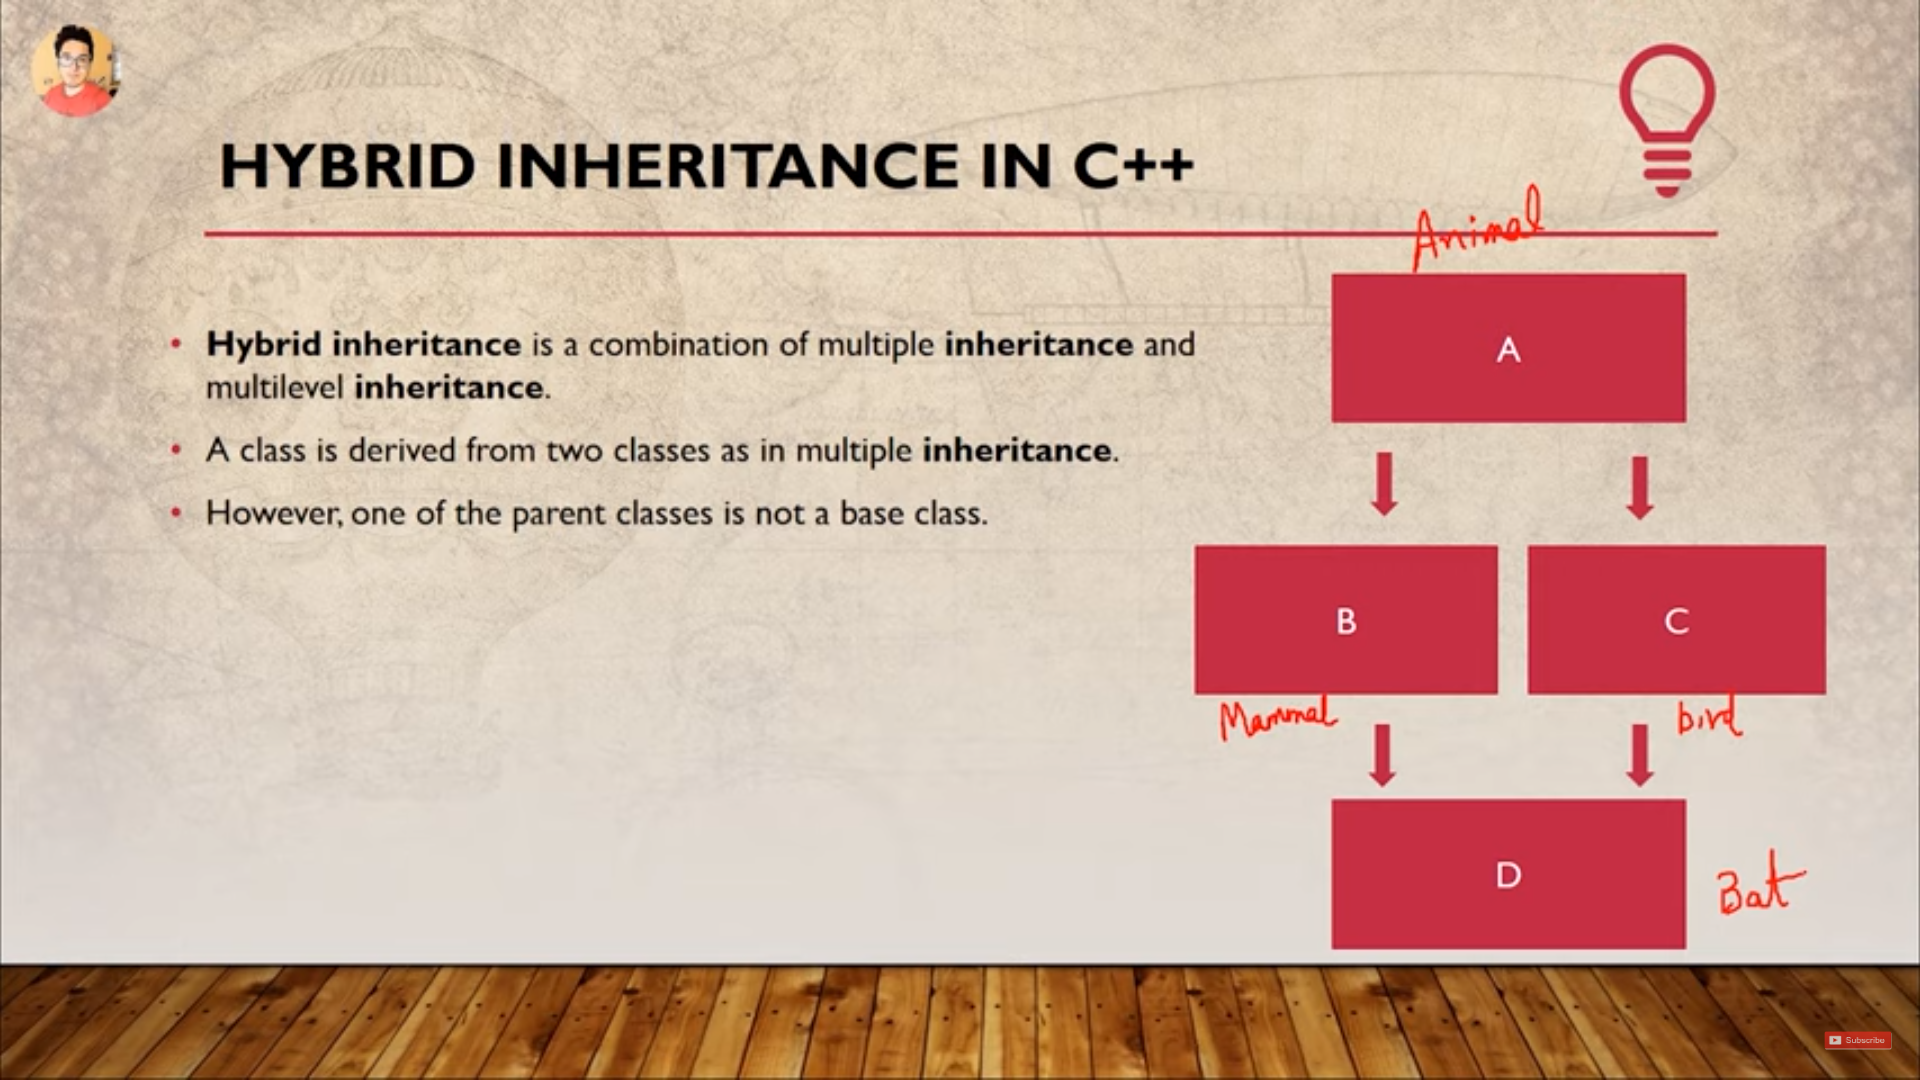 HYBRID INHERITANCE IN C++
Animal
• Hybrid inheritance is a combination of multiple inheritance and
multilevel inheritance.
• A class is derived from two classes as in multiple inheritance.
• However, one of the parent classes is not a base class.
A
B
C
Mammal
bird
D
Bat
Subscribe